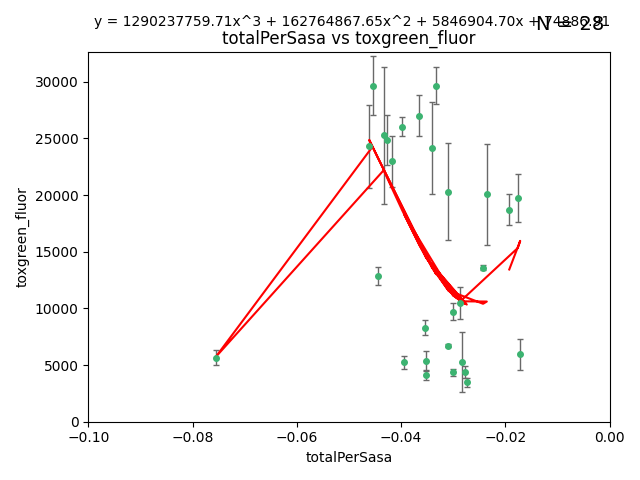 y = 1290237759.71x^3 + 162764867.65x^2 + 5846904.70x + 74886.91
N = 28
totalPerSasa vs toxgreen_fluor
30000
25000
20000
15000
10000
5000
0
toxgreen_fluor
−0.10 −0.08 −0.06 −0.04 −0.02 0.00
totalPerSasa